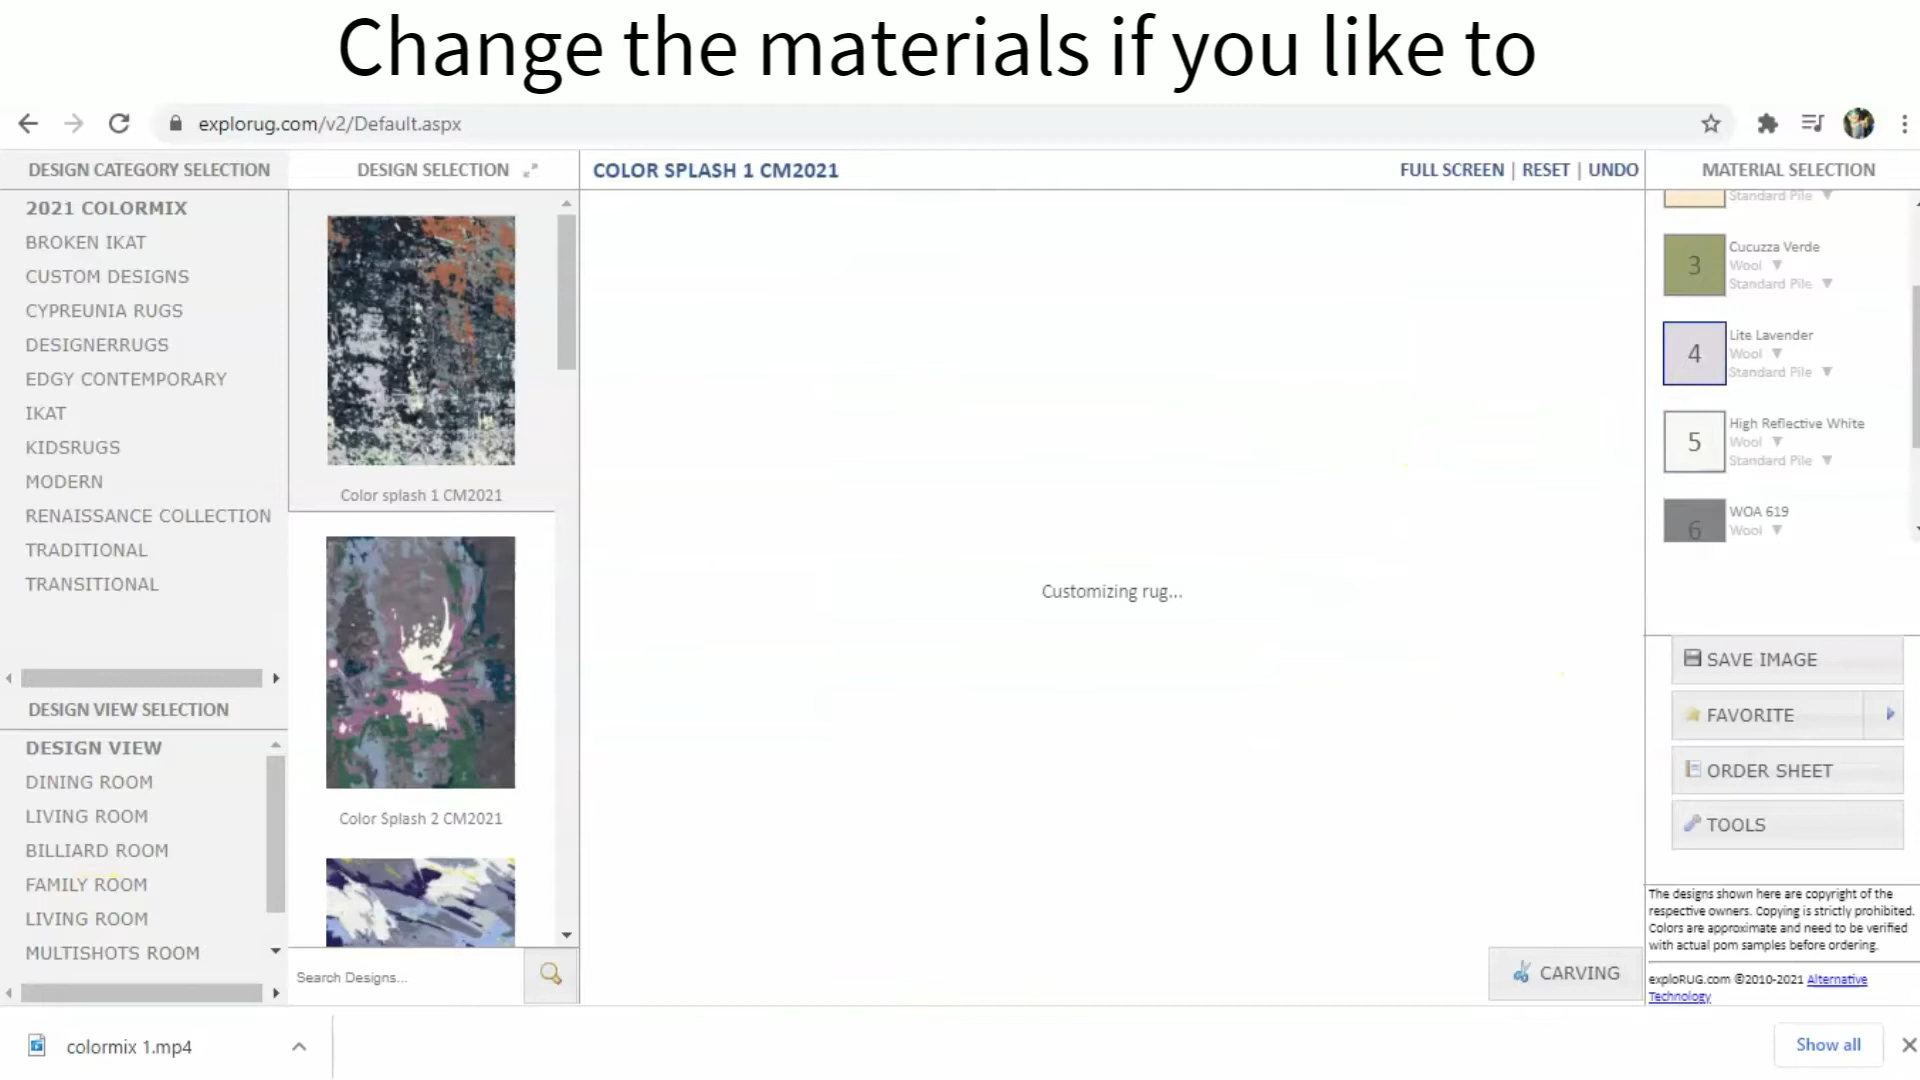 Change the materials if you like to
explorug.com/v2/Default.aspx
DESIGN CATEGORY SELECTION
2021 COLORMIX
BROKEN IKAT
CUSTOM DESIGNS
CYPREUNIA RUGS
DESIGNERRUGS
EDGY CONTEMPORARY
IKAT
KIDSRUGS
MODERN
RENAISSANCE COLLECTION
TRADITIONAL
TRANSITIONAL
DESIGN VIEW SELECTION
DESIGN VIEW
DINING ROOM
LIVING ROOM
BILLIARD ROOM
FAMILY ROOM
LIVING ROOM
MULTISHOTS ROOM
DESIGN SELECTION
Color splash 1 CM2021
Color Splash 2 CM2021
Search Designs...
COLOR SPLASH 1 CM2021
FULL SCREEN | RESET | UNDO
Customizing rug...
CARVING
MATERIAL SELECTION
Standard Pile
3
Cucuzza Verde
Wool
Standard Pile
4
Lite Lavender
Wool
Standard Pile
5
High Reflective White
Wool
Standard Pile
6
WOA 619
Wool
SAVE IMAGE
FAVORITE
ORDER SHEET
TOOLS
The designs shown here are copyright of the
respective owners. Copying is strictly prohibited.
Colors are approximate and need to be verified
with actual pom samples before ordering.
exploRUG.com ©2010-2021 Alternative
Technology
colormix 1.mp4
Show all